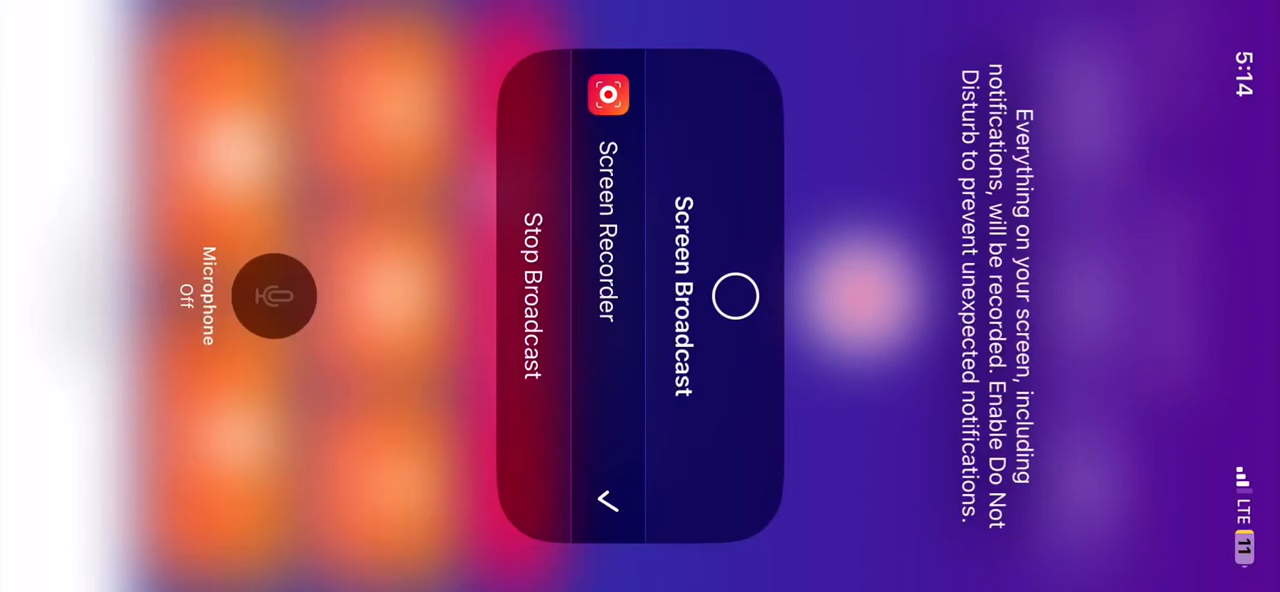 5:14
LTE
11
Everything on your screen, including
notifications, will be recorded. Enable Do Not
Disturb to prevent unexpected notifications.
Screen Broadcast
Screen Recorder
Stop Broadcast
Microphone
Off